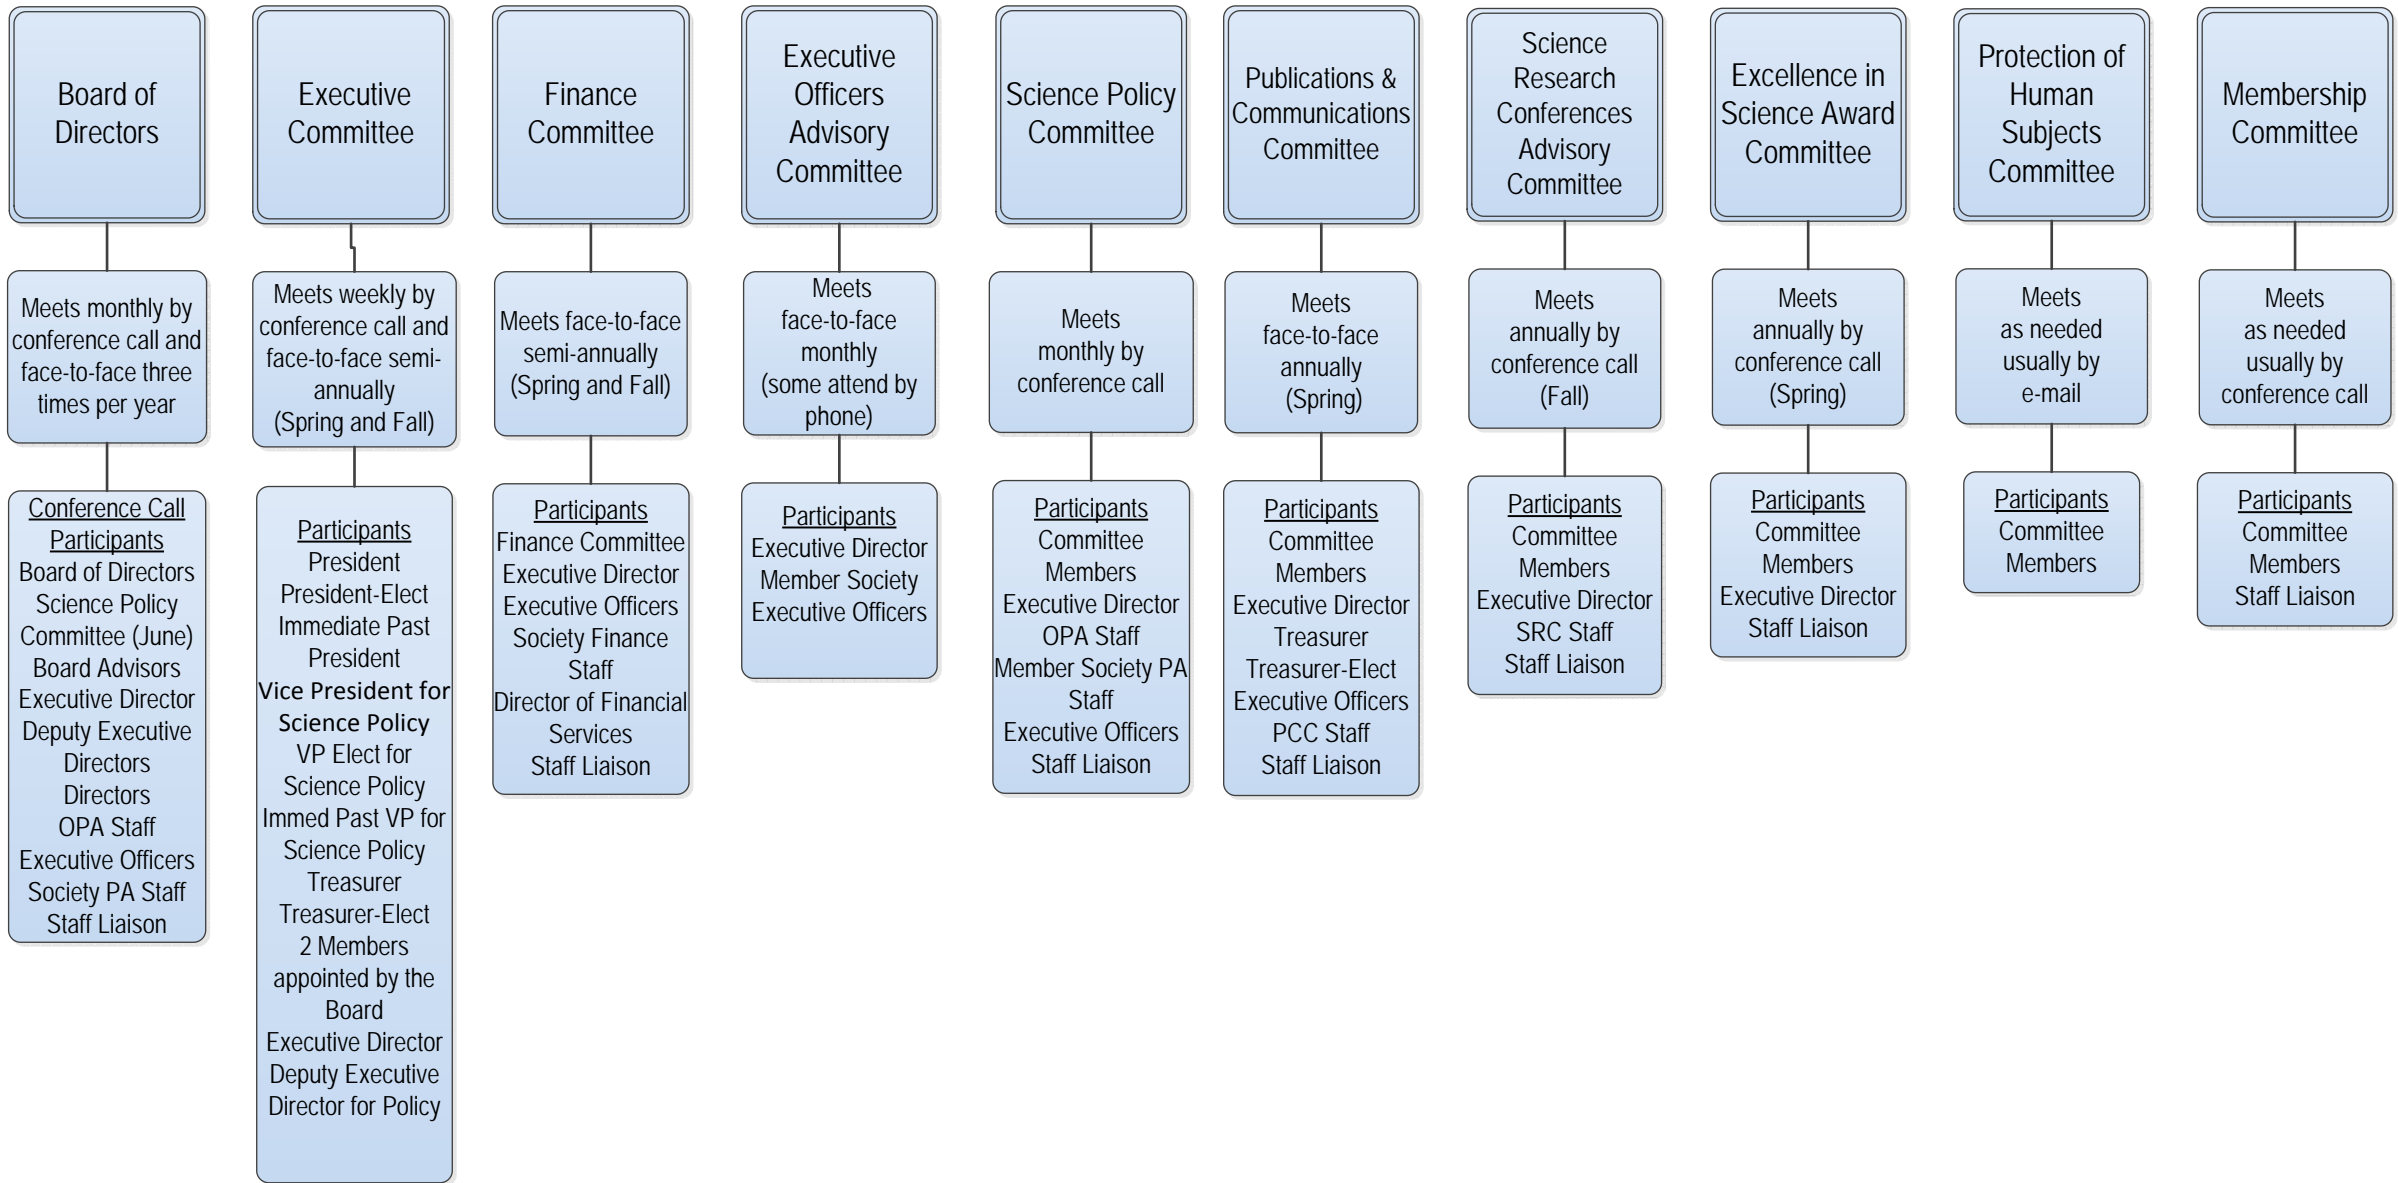 Board of
Directors
Meets monthly by
conference call and
face-to-face three
times per year
Conference Call
Participants
Board of Directors
Science Policy
Committee (June)
Board Advisors
Executive Director
Deputy Executive
Directors
Directors
OPA Staff
Executive Officers
Society PA Staff
Staff Liaison
Executive
Committee
Meets weekly by
conference call and
face-to-face semi-
annually
(Spring and Fall)
Participants
President
President-Elect
Immediate Past
President
Vice President for
Science Policy
VP Elect for
Science Policy
Immed Past VP for
Science Policy
Treasurer
Treasurer-Elect
2 Members
appointed by the
Board
Executive Director
Deputy Executive
Director for Policy
Finance
Committee
Meets face-to-face
semi-annually
(Spring and Fall)
Participants
Finance Committee
Executive Director
Executive Officers
Society Finance
Staff
Director of Financial
Services
Staff Liaison
Executive
Officers
Advisory
Committee
Meets
face-to-face
monthly
(some attend by
phone)
Participants
Executive Director
Member Society
Executive Officers
Science Policy
Committee
Meets
monthly by
conference call
Participants
Committee
Members
Executive Director
OPA Staff
Member Society PA
Staff
Executive Officers
Staff Liaison
Publications &
Communications
Committee
Meets
face-to-face
annually
(Spring)
Participants
Committee
Members
Executive Director
Treasurer
Treasurer-Elect
Executive Officers
PCC Staff
Staff Liaison
Science
Research
Conferences
Advisory
Committee
Meets
annually by
conference call
(Fall)
Participants
Committee
Members
Executive Director
SRC Staff
Staff Liaison
Excellence in
Science Award
Committee
Meets
annually by
conference call
(Spring)
Participants
Committee
Members
Executive Director
Staff Liaison
Protection of
Human
Subjects
Committee
Meets
as needed
usually by
e-mail
Participants
Committee
Members
Membership
Committee
Meets
as needed
usually by
conference call
Participants
Committee
Members
Staff Liaison